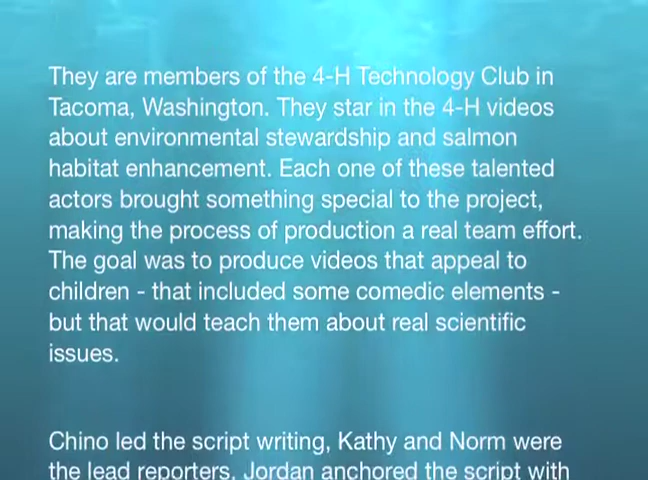 They are members of the 4-H Technology Club in
Tacoma, Washington. They star in the 4-H videos
about environmental stewardship and salmon
habitat enhancement. Each one of these talented
actors brought something special to the project,
making the process of production a real team effort.
The goal was to produce videos that appeal to
children - that included some comedic elements -
but that would teach them about real scientific
issues.
Chino led the script writing, Kathy and Norm were
the lead reporters, Jordan anchored the script with